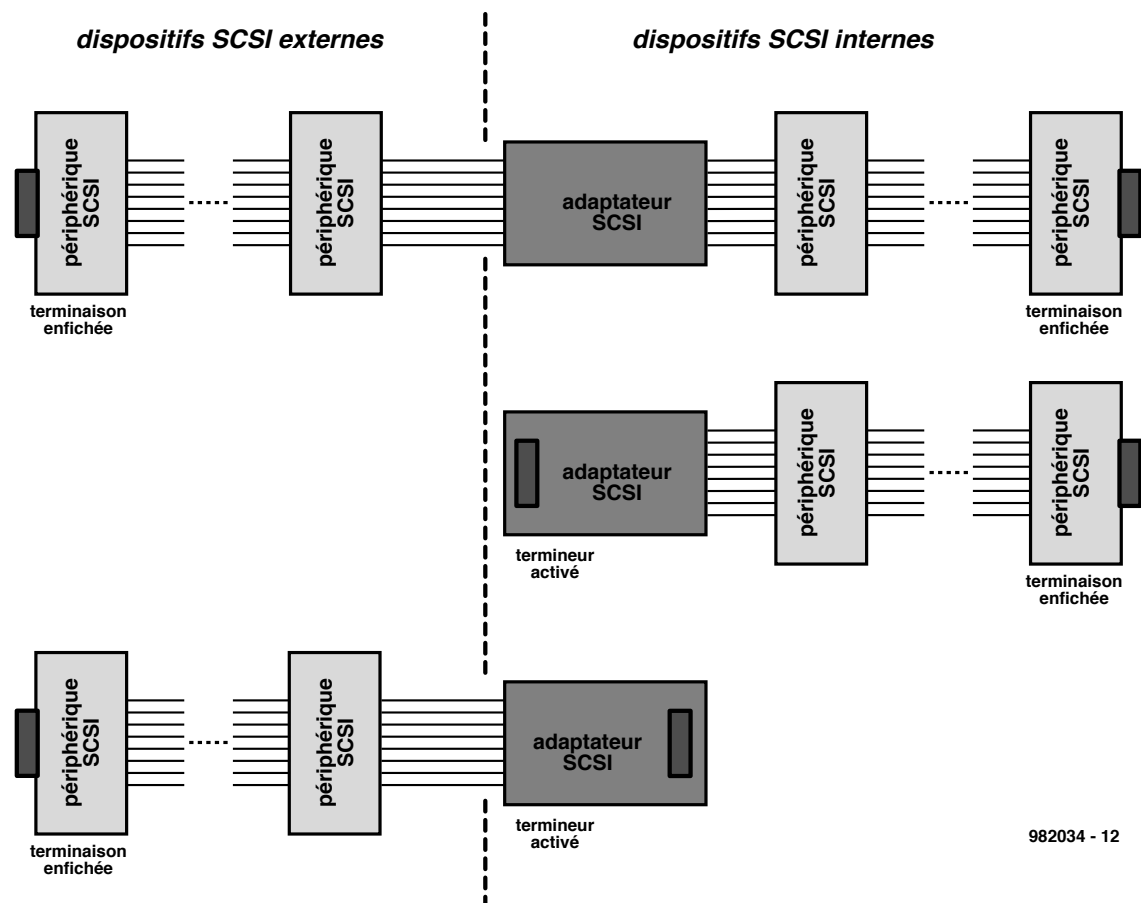 dispositifs SCSI externes
dispositifs SCSI internes
périphérique
SCSI
périphérique
SCSI
adaptateur
SCSI
périphérique
SCSI
périphérique
SCSI
terminaison
enfichée
terminaison
enfichée
adaptateur
SCSI
périphérique
SCSI
périphérique
SCSI
termineur
activé
terminaison
enfichée
périphérique
SCSI
périphérique
SCSI
adaptateur
SCSI
terminaison
enfichée
termineur
activé
982034 - 12